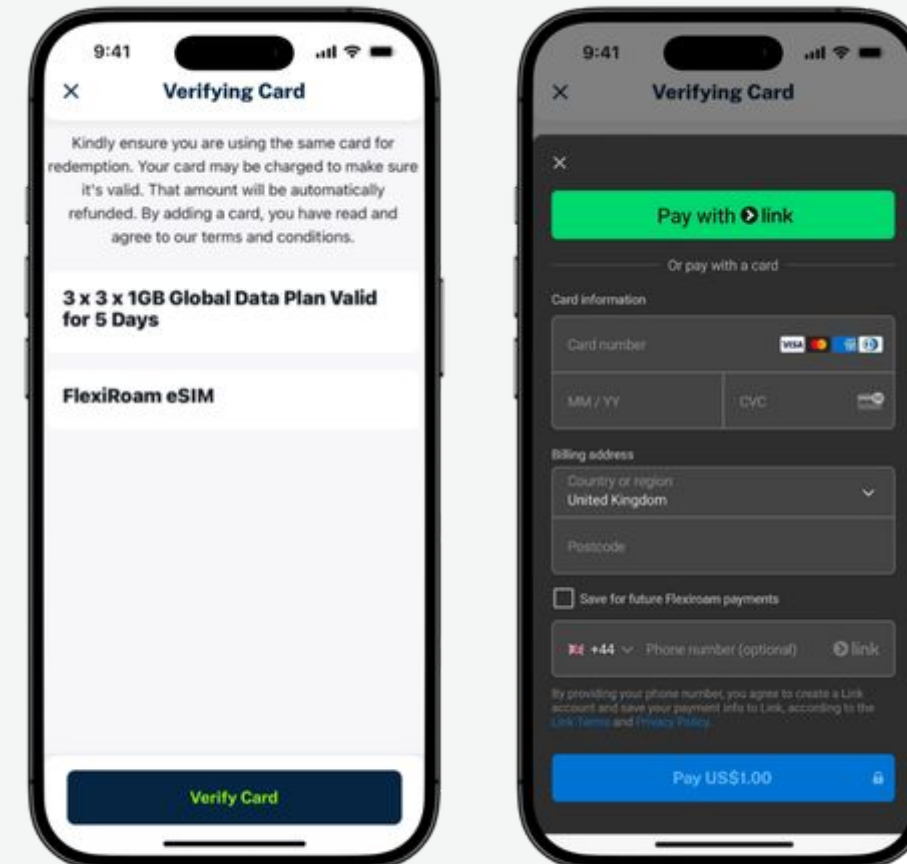 9:41
Verifying Card
Kindly ensure you are using the same card for
redemption. Your card may be charged to make sure
it's valid. That amount will be automatically
refunded. By adding a card, you have read and
agree to our terms and conditions.
3 x 3 x 1GB Global Data Plan Valid
for 5 Days
FlexiRoam eSIM
Verify Card
9:41
Verifying Card
Pay with link
Or pay with a card
Card information
Card number VISA
MM / YY CVC
Billing address
Country or region
United Kingdom
Postcode
Save for future Flexiroam payments
+44 Phone number (optional) link
By providing your phone number, you agree to create a Link
account and save your payment info to Link, according to the
Link Terms and Privacy Policy.
Pay US$1.00